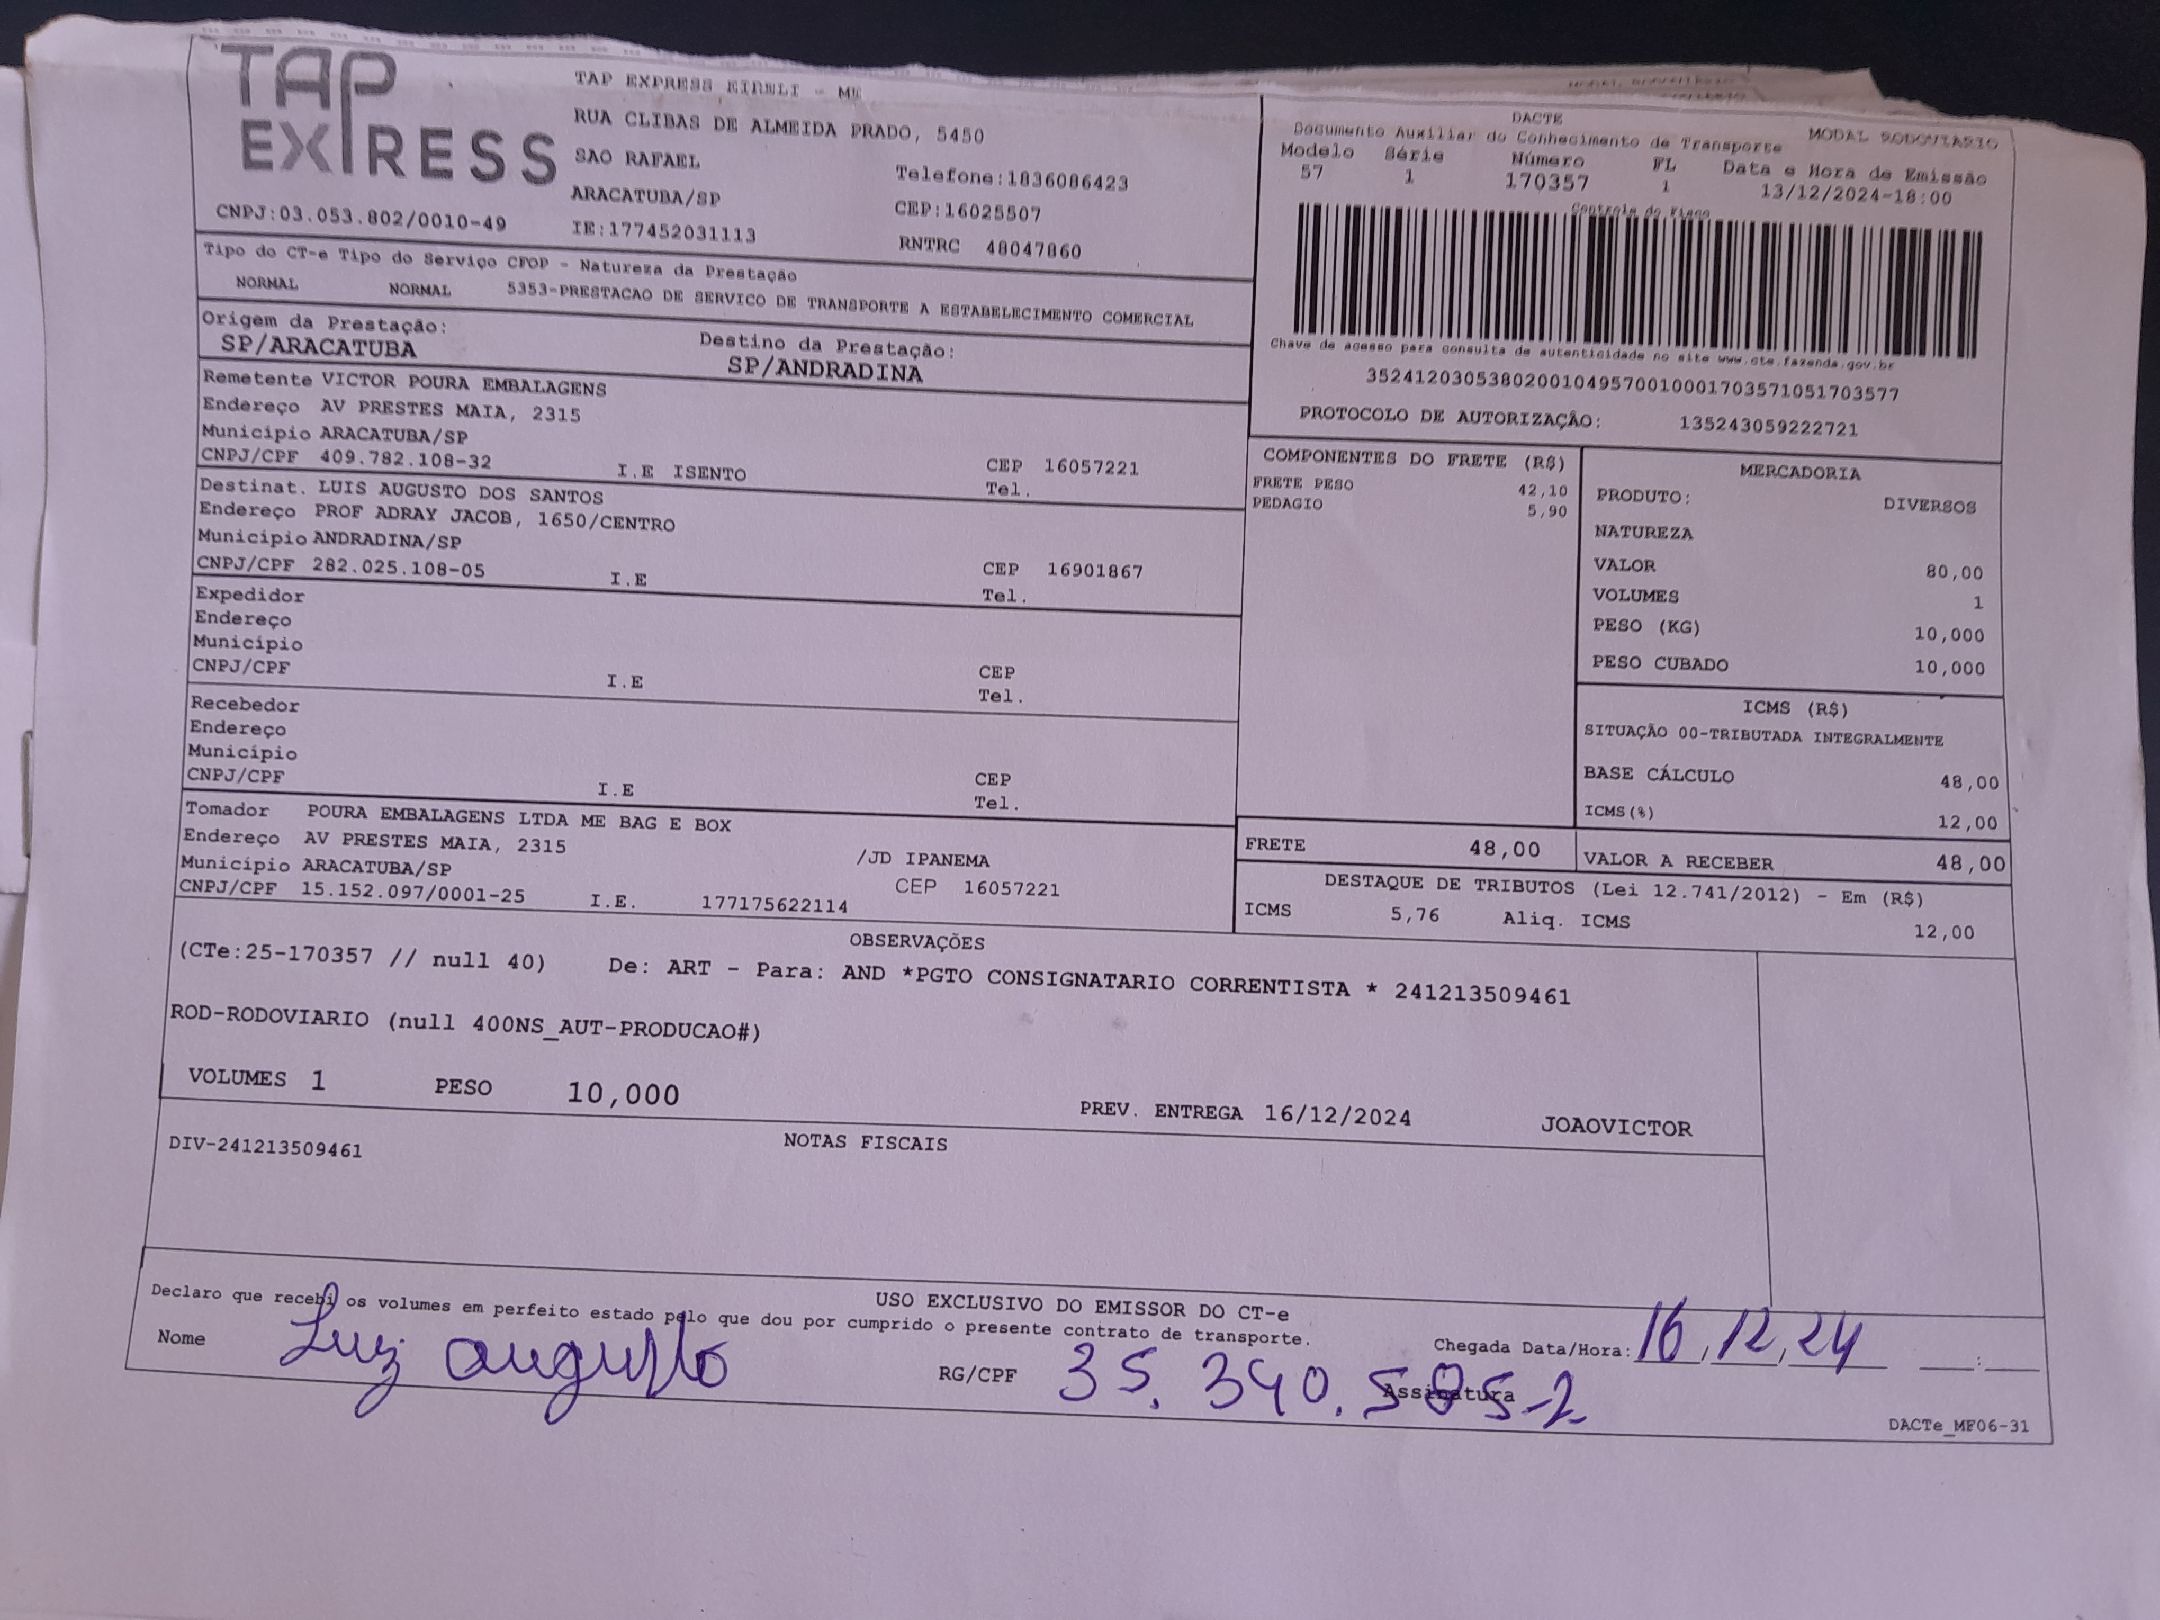 TAP
EXPRESS
TAP EXPRESS EIRELI - ME
RUA CLIBAS DE ALMEIDA PRADO, 5450
SAO RAFAEL
Telefone:1836086423
ARACATUBA/SP
CEP:16025507
CNPJ:03.053.802/0010-49
IE:177452031113
RNTRC 48047860
DACTE
MODAL RODOVIARIO
Documento Auxiliar do Conhecimento de Transporte
Modelo Série Número FL Data e Hora de Emissão
57 1 170357 1 13/12/2024-18:00
Controle do Fisco
Chave de acesso para consulta de autenticidade no site www.cte.fazenda.gov.br
35241203053802001049570010001703571051703577
PROTOCOLO DE AUTORIZAÇÃO: 135243059222721
Tipo do CT-e Tipo do Serviço CFOP - Natureza da Prestação
NORMAL NORMAL 5353-PRESTACAO DE SERVICO DE TRANSPORTE A ESTABELECIMENTO COMERCIAL
Origem da Prestação: Destino da Prestação:
SP/ARACATUBA SP/ANDRADINA
Remetente VICTOR POURA EMBALAGENS
Endereço AV PRESTES MAIA, 2315
Município ARACATUBA/SP
CNPJ/CPF 409.782.108-32 I.E ISENTO CEP 16057221
Tel.
Destinat. LUIS AUGUSTO DOS SANTOS
Endereço PROF ADRAY JACOB, 1650/CENTRO
Município ANDRADINA/SP
CNPJ/CPF 282.025.108-05 I.E CEP 16901867
Tel.
Expedidor
Endereço
Município
CNPJ/CPF I.E CEP
Tel.
Recebedor
Endereço
Município
CNPJ/CPF I.E CEP
Tel.
Tomador POURA EMBALAGENS LTDA ME BAG E BOX
Endereço AV PRESTES MAIA, 2315 /JD IPANEMA
Município ARACATUBA/SP CEP 16057221
CNPJ/CPF 15.152.097/0001-25 I.E. 177175622114
COMPONENTES DO FRETE (R$)
FRETE PESO 42,10
PEDAGIO 5,90
MERCADORIA
PRODUTO: DIVERSOS
NATUREZA
VALOR 80,00
VOLUMES 1
PESO (KG) 10,000
PESO CUBADO 10,000
ICMS (R$)
SITUAÇÃO 00-TRIBUTADA INTEGRALMENTE
BASE CÁLCULO 48,00
ICMS(%) 12,00
FRETE 48,00 VALOR A RECEBER 48,00
DESTAQUE DE TRIBUTOS (Lei 12.741/2012) - Em (R$)
ICMS 5,76 Aliq. ICMS 12,00
OBSERVAÇÕES
(CTe:25-170357 // null 40) De: ART - Para: AND *PGTO CONSIGNATARIO CORRENTISTA * 241213509461
ROD-RODOVIARIO (null 400NS_AUT-PRODUCAO#)
VOLUMES 1 PESO 10,000 PREV. ENTREGA 16/12/2024 JOAOVICTOR
NOTAS FISCAIS
DIV-241213509461
USO EXCLUSIVO DO EMISSOR DO CT-e
Declaro que recebi os volumes em perfeito estado pelo que dou por cumprido o presente contrato de transporte.
Chegada Data/Hora: 16,12,24 __:__
Nome Luiz augusto RG/CPF 35.340.585-2 Assinatura
DACTe_MF06-31